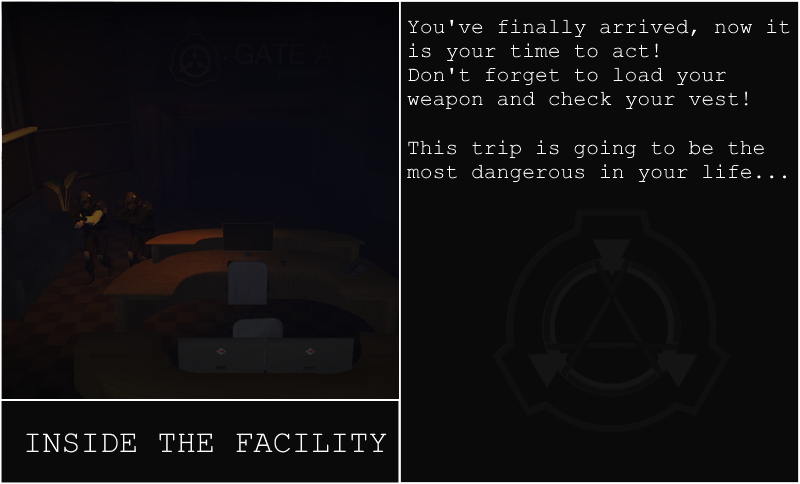 GATE A
INSIDE THE FACILITY
You've finally arrived, now it
is your time to act!
Don't forget to load your
weapon and check your vest!
This trip is going to be the
most dangerous in your life...